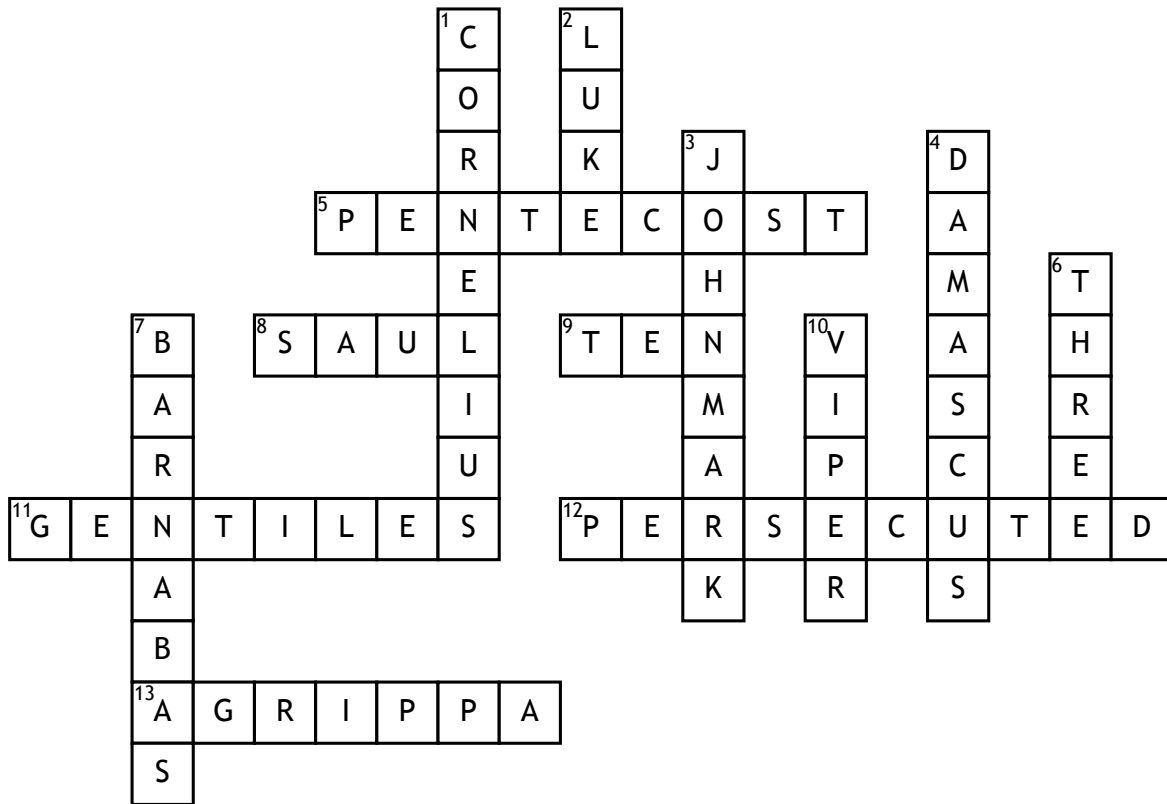 1 C 2 L
O U
R K 3 J 4 D
5 P E N T E C O S T A
E H M 6 T
7 B 8 S A U L 9 T E N 10 V A H
A I M I S R
R U A P C E
11 G E N T I L E S 12 P E R S E C U T E D
A K R S
B
13 A G R I P P A
S